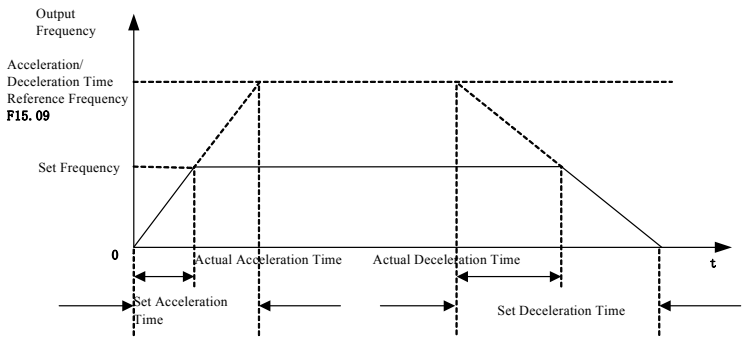 Output
Frequency
Acceleration/
Deceleration Time
Reference Frequency
F15.09
Set Frequency
0
Actual Acceleration Time
Actual Deceleration Time
t
Set Acceleration
Time
Set Deceleration Time